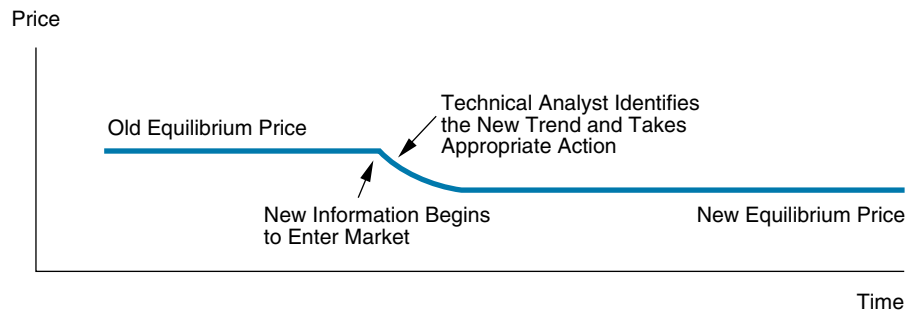 Price
Technical Analyst Identifies
the New Trend and Takes
Appropriate Action
Old Equilibrium Price
New Information Begins
to Enter Market
New Equilibrium Price
Time